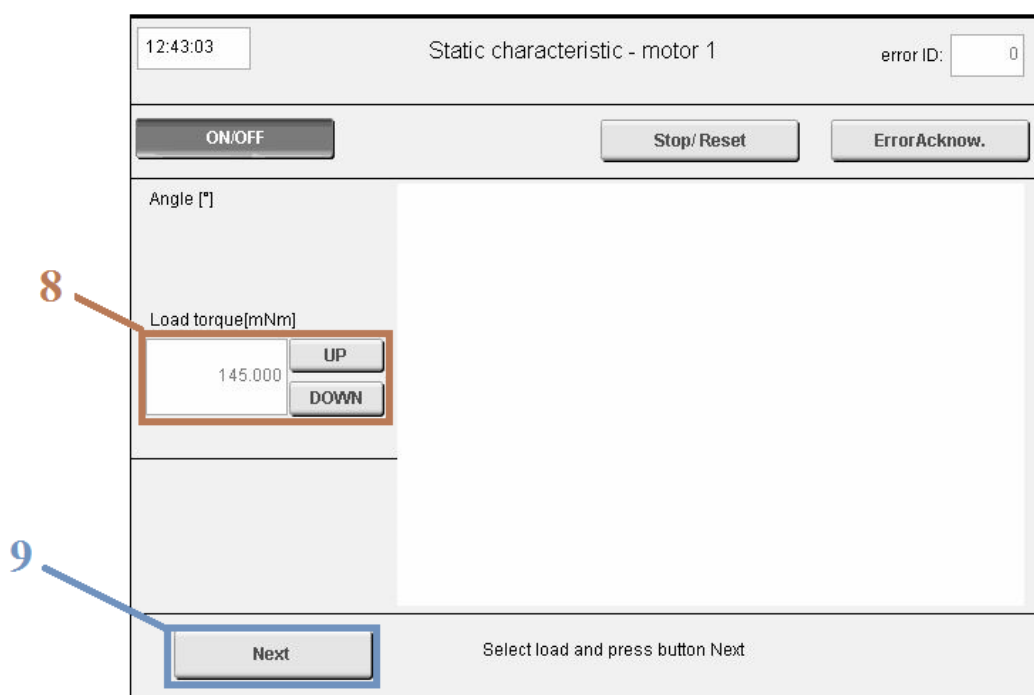 12:43:03
Static characteristic - motor 1
error ID:
0
ON/OFF
Stop/ Reset
ErrorAcknow.
Angle [°]
8
Load torque[mNm]
145.000
UP
DOWN
9
Next
Select load and press button Next